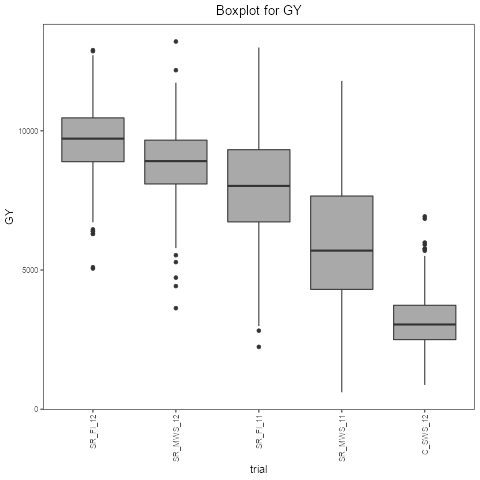 Boxplot for GY
GY
10000
5000
0
SR_FI_12
SR_MWS_12
SR_FI_11
SR_MWS_11
C_SWS_12
trial